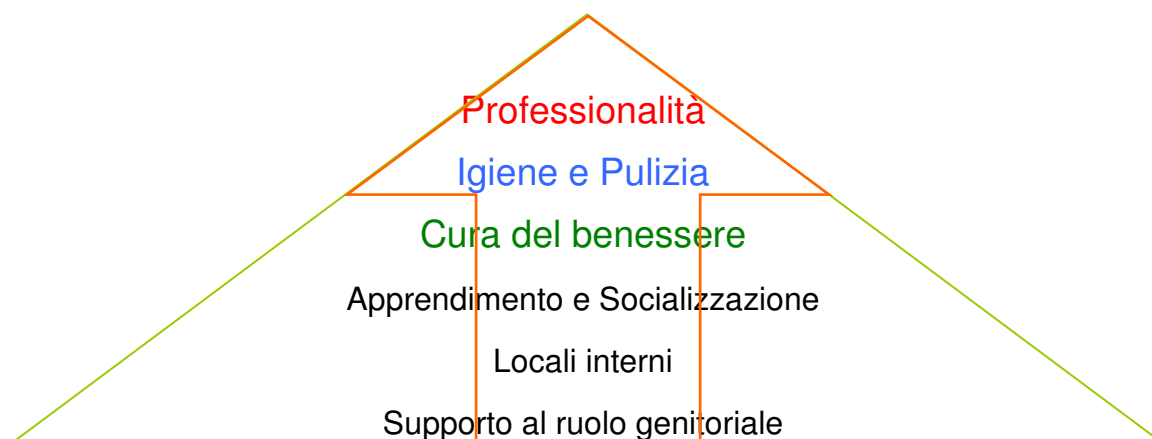 Professionalità
Igiene e Pulizia
Cura del benessere
Apprendimento e Socializzazione
Locali interni
Supporto al ruolo genitoriale